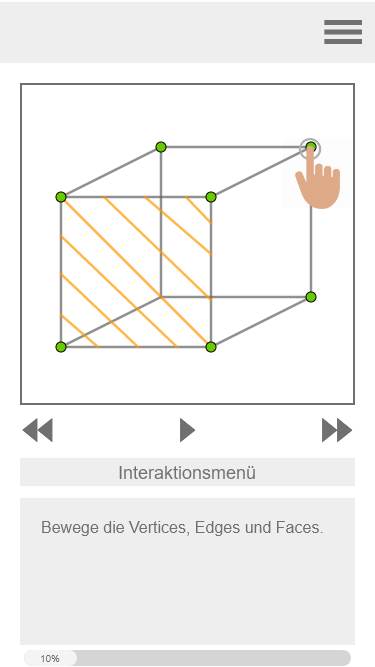 Interaktionsmenü
Bewege die Vertices, Edges und Faces.
10%